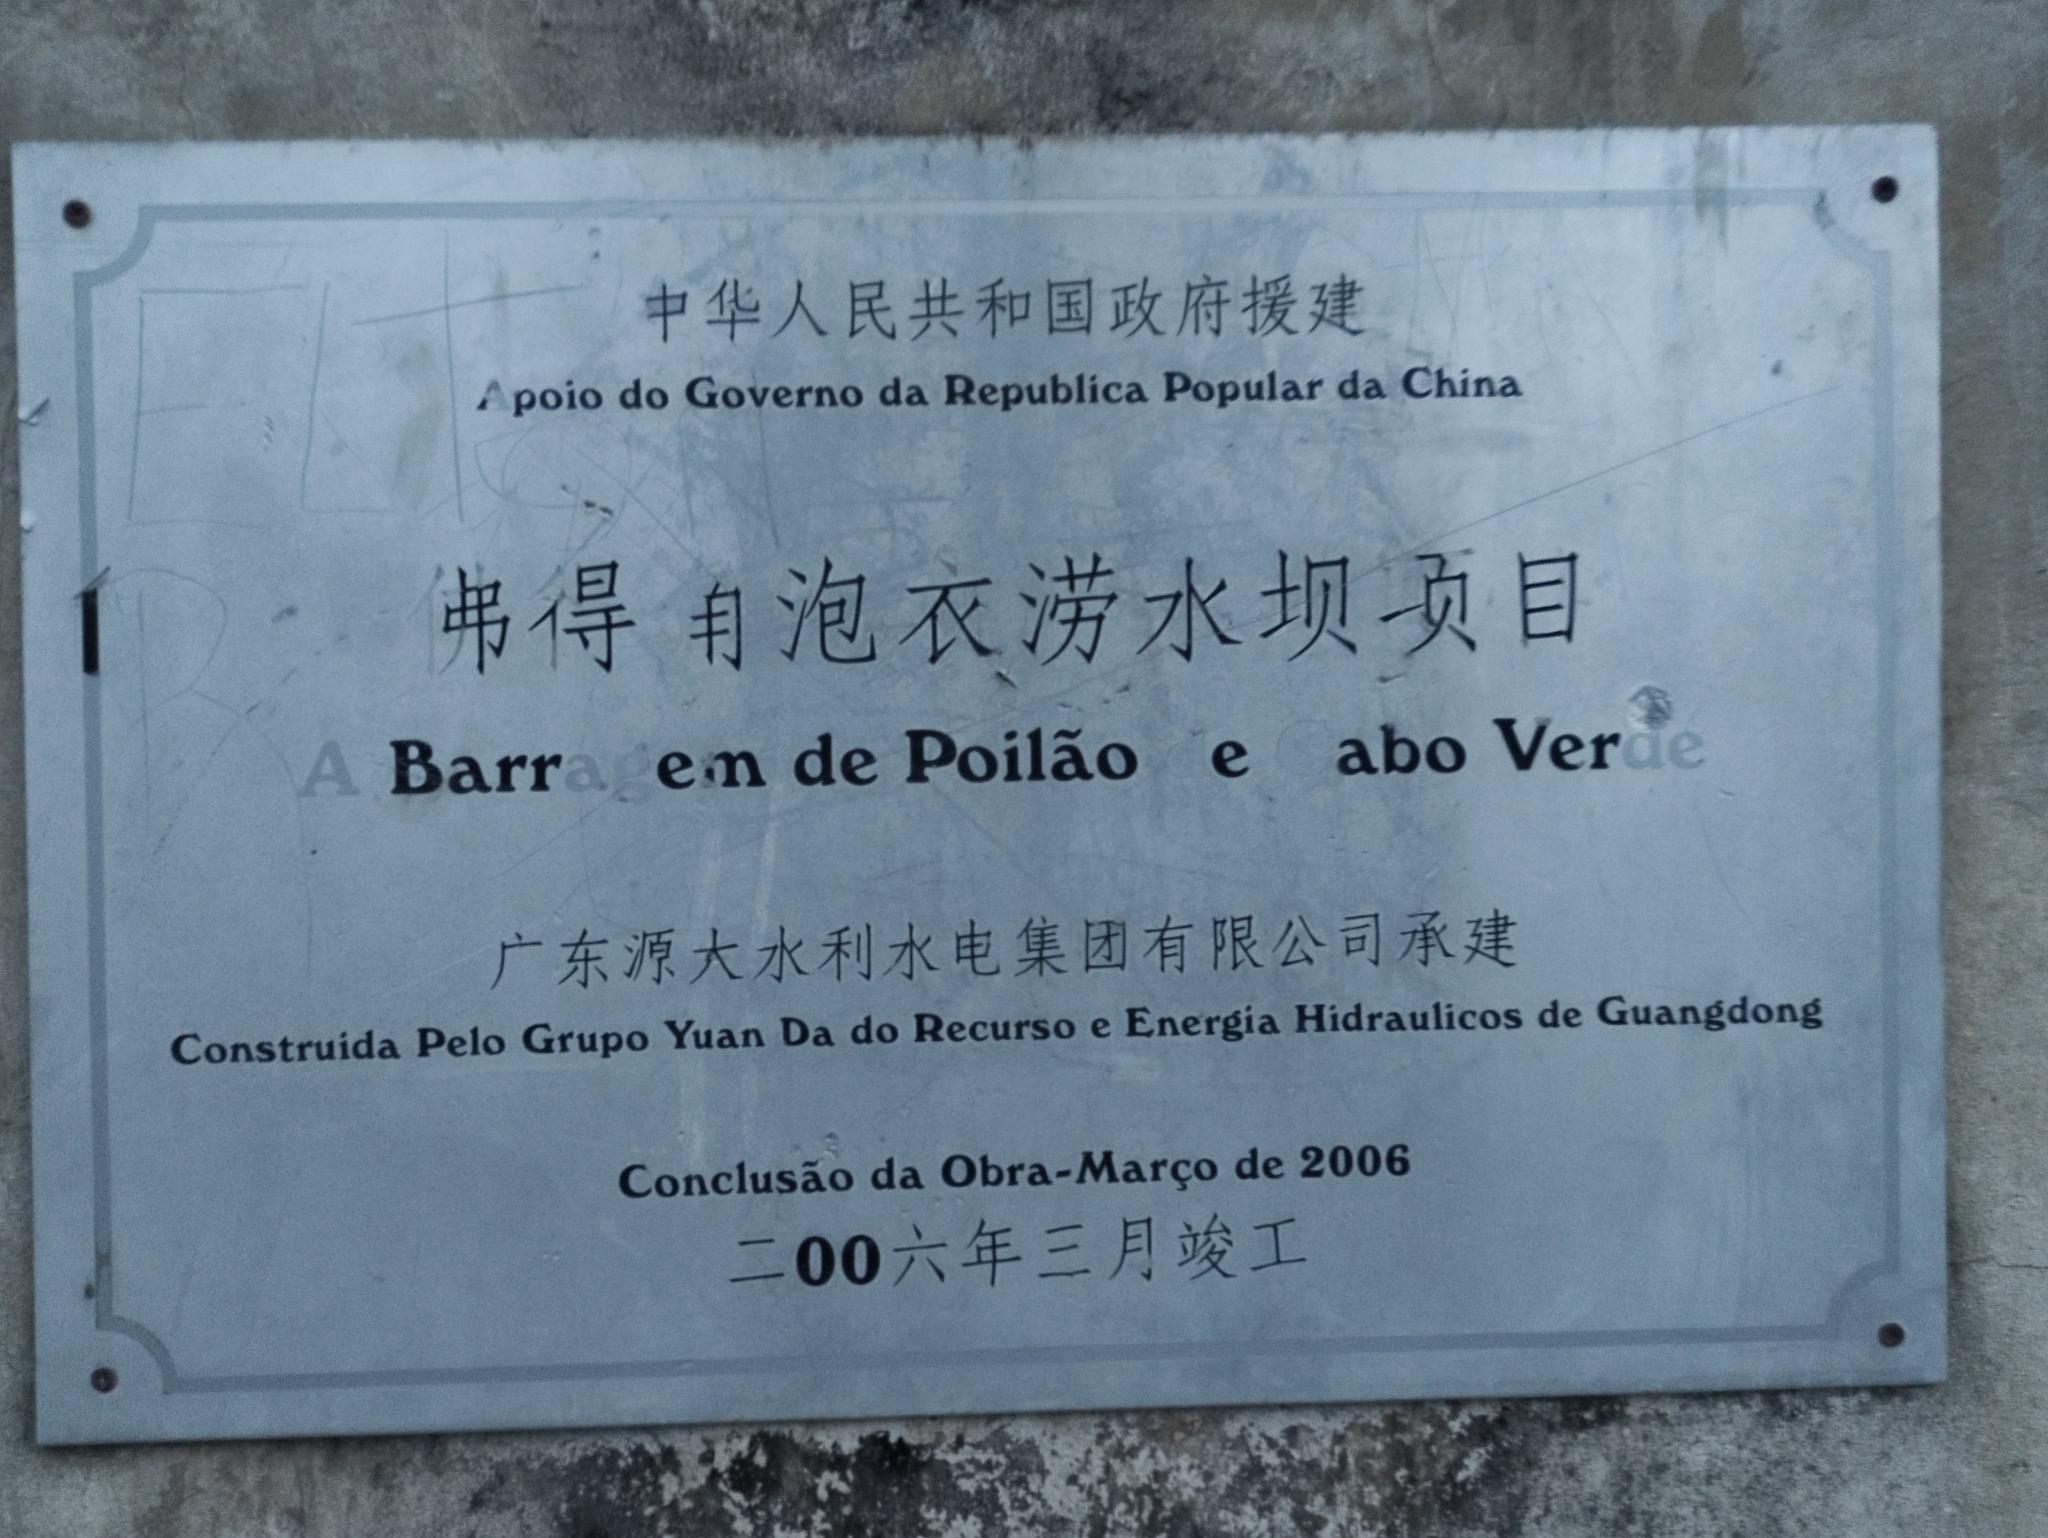 中华人民共和国政府援建
Apoio do Governo da Republica Popular da China
佛得角泡衣涝水坝项目
A Barragem de Poilão de Cabo Verde
广东源大水利水电集团有限公司承建
Construida Pelo Grupo Yuan Da do Recurso e Energia Hidraulicos de Guangdong
Conclusão da Obra-Março de 2006
二00六年三月竣工